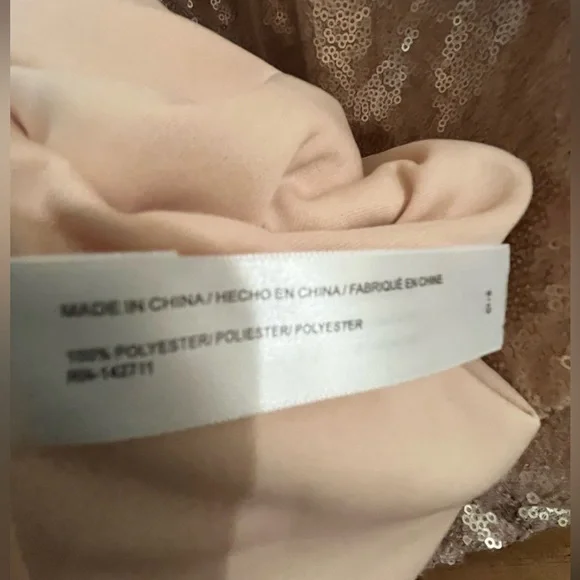 MADE IN CHINA/ HECHO EN CHINA/ FABRIQUÉ EN CHINE
100% POLYESTER/ POLIESTER/ POLYESTER
RN-142711